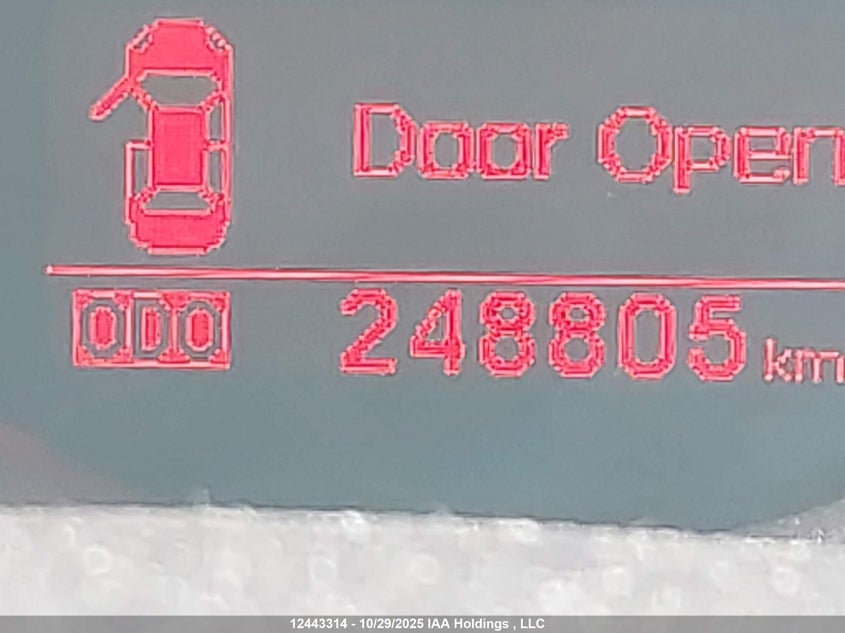 Door Open
ODO 248805 km
12443314 - 10/29/2025 IAA Holdings , LLC